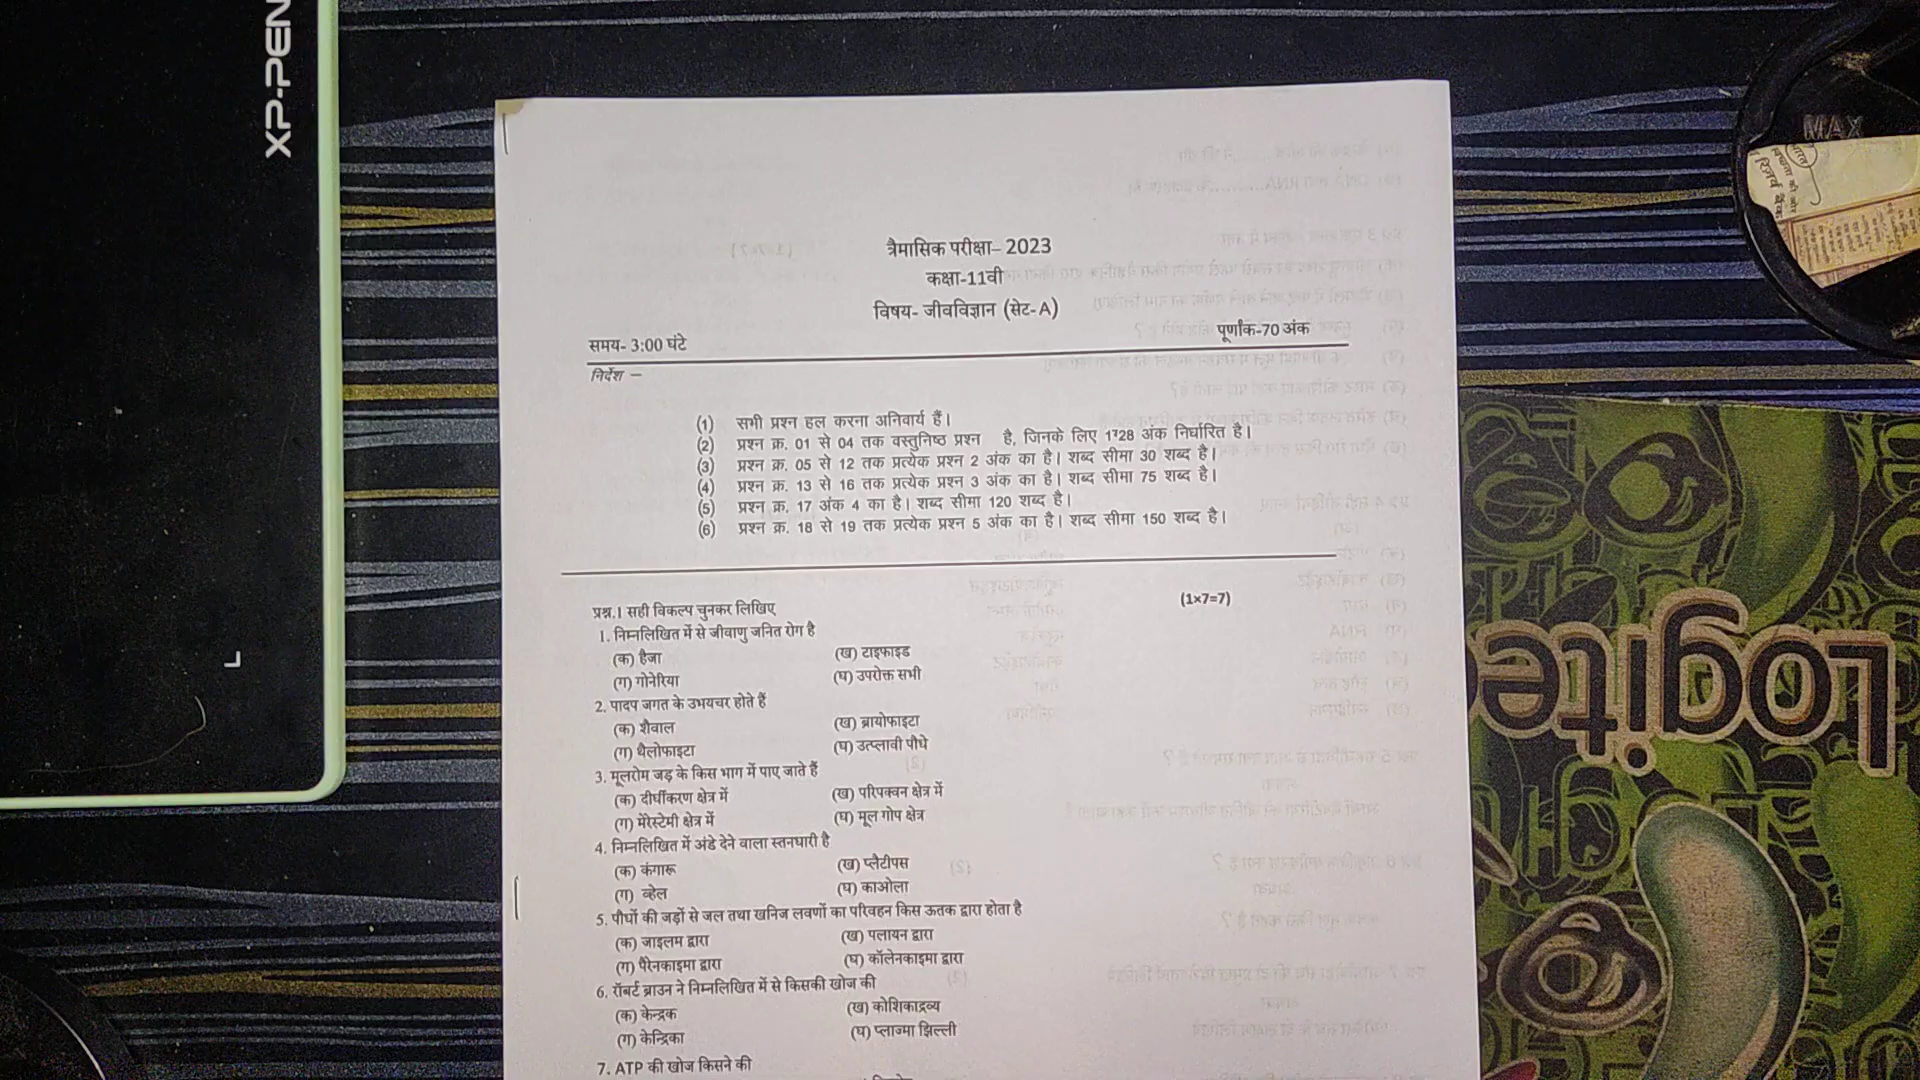 XP-PEN
MAX
त्रैमासिक परीक्षा– 2023
कक्षा-11वी
विषय- जीवविज्ञान (सेट-A)
समय- 3:00 घंटे
पूर्णांक-70 अंक
निर्देश –
(1) सभी प्रश्न हल करना अनिवार्य हैं।
(2) प्रश्न क्र. 01 से 04 तक वस्तुनिष्ठ प्रश्न है, जिनके लिए 1*28 अंक निर्धारित है।
(3) प्रश्न क्र. 05 से 12 तक प्रत्येक प्रश्न 2 अंक का है। शब्द सीमा 30 शब्द है।
(4) प्रश्न क्र. 13 से 16 तक प्रत्येक प्रश्न 3 अंक का है। शब्द सीमा 75 शब्द है।
(5) प्रश्न क्र. 17 अंक 4 का है। शब्द सीमा 120 शब्द है।
(6) प्रश्न क्र. 18 से 19 तक प्रत्येक प्रश्न 5 अंक का है। शब्द सीमा 150 शब्द है।
प्रश्न.1 सही विकल्प चुनकर लिखिए (1×7=7)
1. निम्नलिखित में से जीवाणु जनित रोग है
(क) हैजा (ख) टाइफाइड
(ग) गोनेरिया (घ) उपरोक्त सभी
2. पादप जगत के उभयचर होते हैं
(क) शैवाल (ख) ब्रायोफाइटा
(ग) थैलोफाइटा (घ) उत्प्लावी पौधे
3. मूलरोम जड़ के किस भाग में पाए जाते हैं
(क) दीर्घीकरण क्षेत्र में (ख) परिपक्वन क्षेत्र में
(ग) मेरेस्टेमी क्षेत्र में (घ) मूल गोप क्षेत्र
4. निम्नलिखित में अंडे देने वाला स्तनधारी है
(क) कंगारू (ख) प्लैटीपस
(ग) व्हेल (घ) काओला
5. पौधों की जड़ों से जल तथा खनिज लवणों का परिवहन किस ऊतक द्वारा होता है
(क) जाइलम द्वारा (ख) पलायन द्वारा
(ग) पैरेनकाइमा द्वारा (घ) कॉलेनकाइमा द्वारा
6. रॉबर्ट ब्राउन ने निम्नलिखित में से किसकी खोज की
(क) केन्द्रक (ख) कोशिकाद्रव्य
(ग) केन्द्रिका (घ) प्लाज्मा झिल्ली
7. ATP की खोज किसने की
Logite